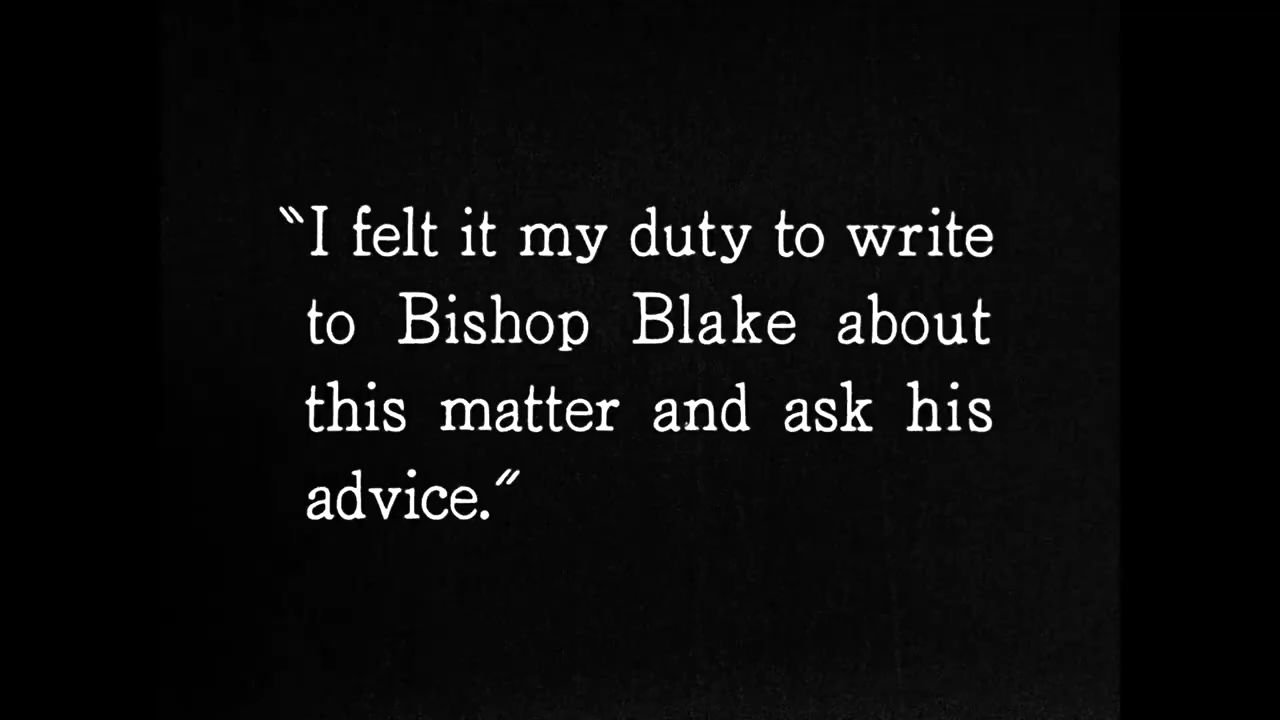 “I felt it my duty to write
to Bishop Blake about
this matter and ask his
advice.”